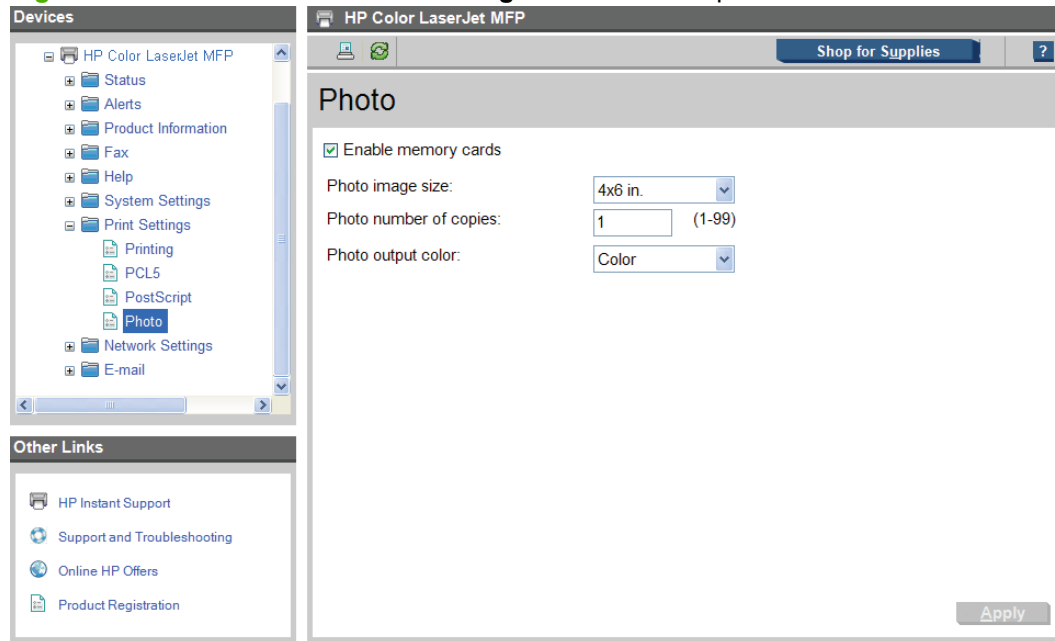 Devices
HP Color LaserJet MFP
Status
Alerts
Product Information
Fax
Help
System Settings
Print Settings
Printing
PCL5
PostScript
Photo
Network Settings
E-mail
Other Links
HP Instant Support
Support and Troubleshooting
Online HP Offers
Product Registration
HP Color LaserJet MFP
Shop for Supplies
?
Photo
Enable memory cards
Photo image size: 4x6 in.
Photo number of copies: 1 (1-99)
Photo output color: Color
Apply